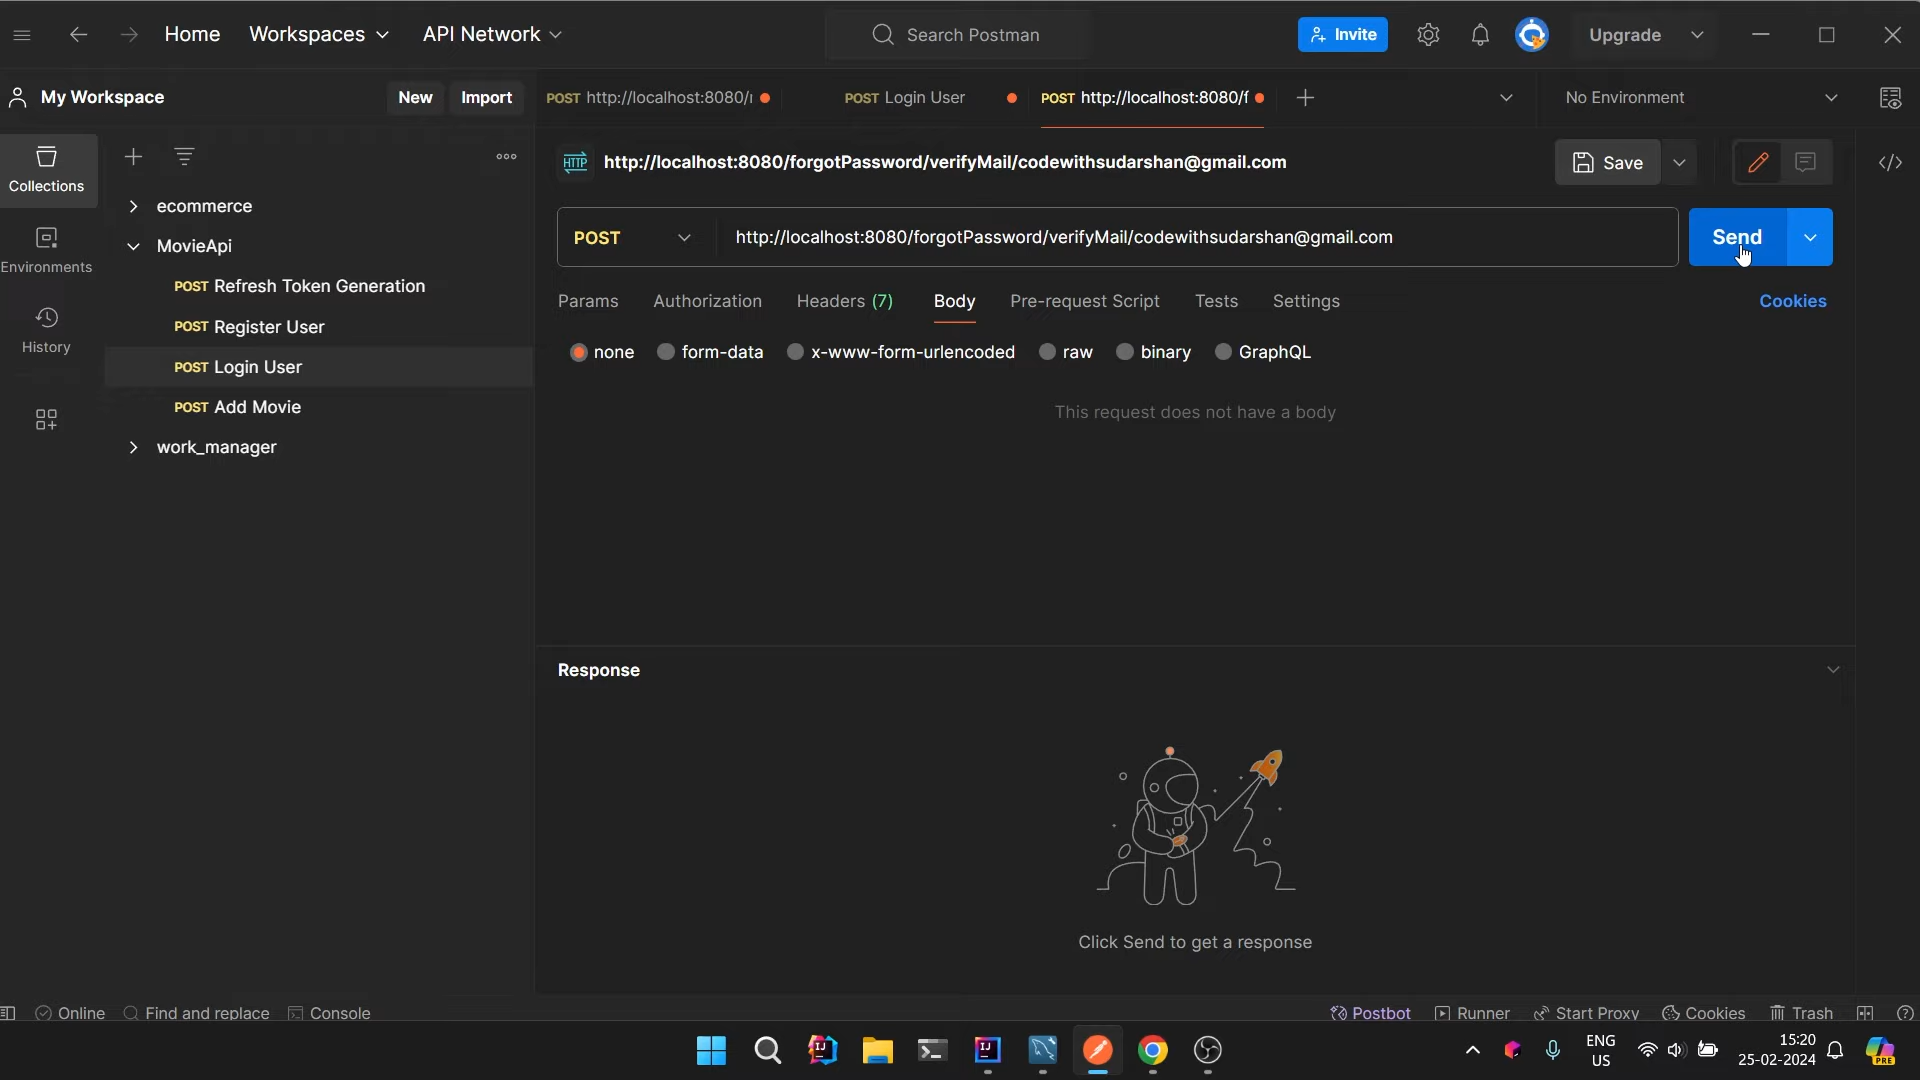 Home Workspaces API Network Search Postman Invite Upgrade
My Workspace New Import POST http://localhost:8080/ POST Login User POST http://localhost:8080/f No Environment
Collections
HTTP http://localhost:8080/forgotPassword/verifyMail/codewithsudarshan@gmail.com Save
ecommerce
Environments
MovieApi
POST http://localhost:8080/forgotPassword/verifyMail/codewithsudarshan@gmail.com Send
POST Refresh Token Generation
Params Authorization Headers (7) Body Pre-request Script Tests Settings Cookies
History
POST Register User
none form-data x-www-form-urlencoded raw binary GraphQL
POST Login User
POST Add Movie
This request does not have a body
work_manager
Response
Click Send to get a response
Online Find and replace Console Postbot Runner Start Proxy Cookies Trash
ENG
US
15:20
25-02-2024
PRE